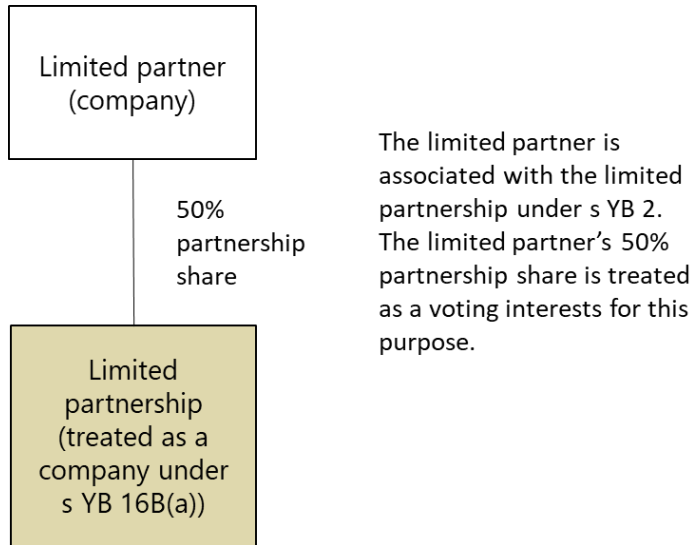 Limited partner
(company)
50%
partnership
share
The limited partner is
associated with the limited
partnership under s YB 2.
The limited partner’s 50%
partnership share is treated
as a voting interests for this
purpose.
Limited
partnership
(treated as a
company under
s YB 16B(a))